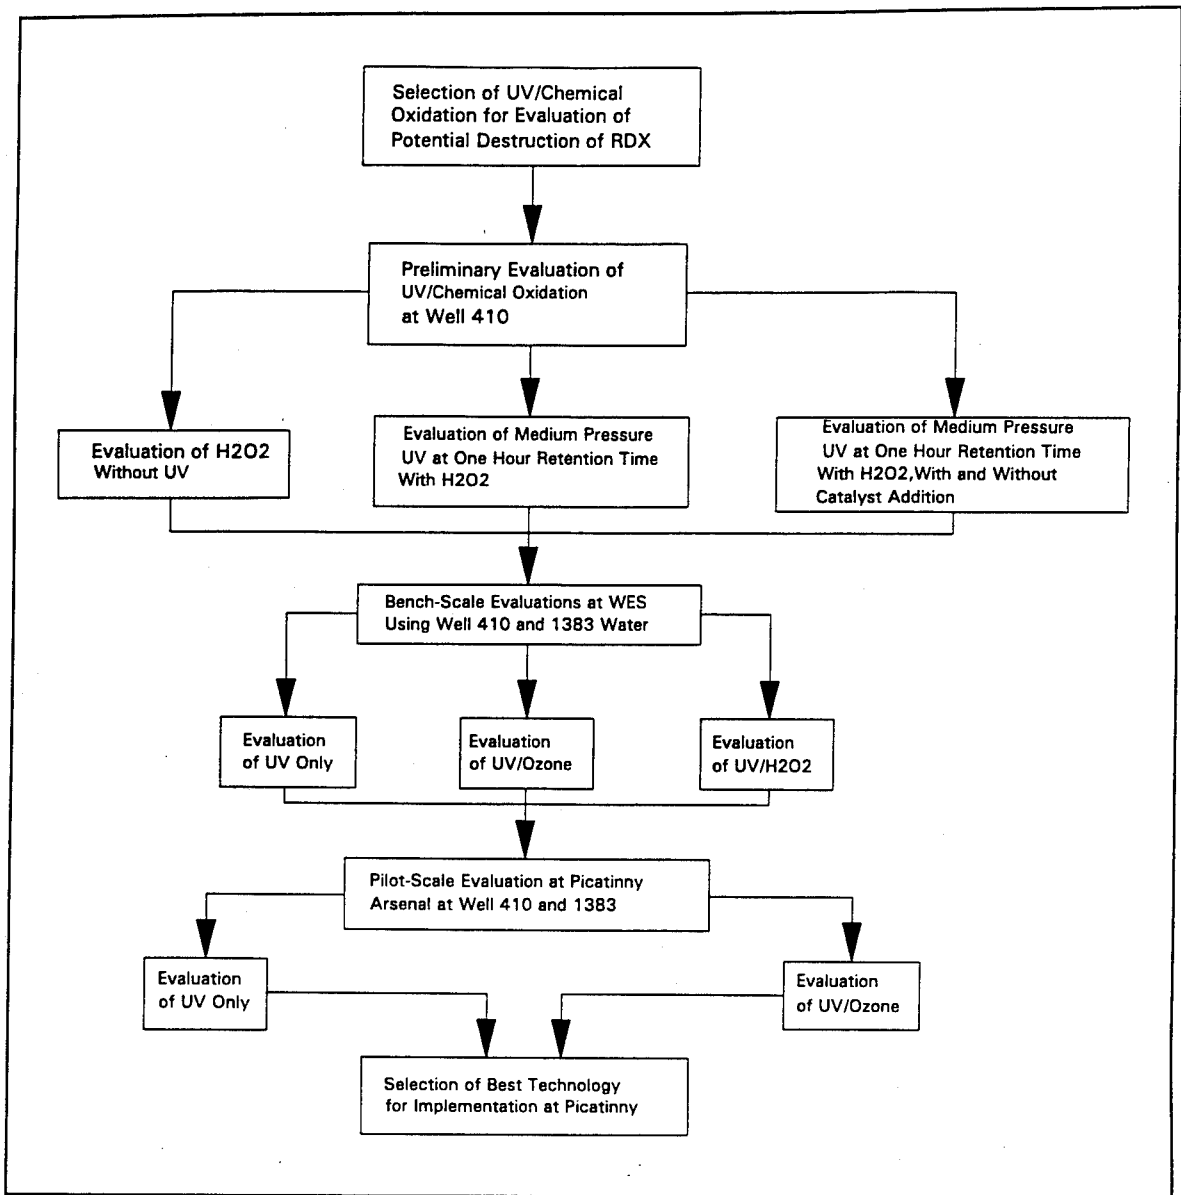 Selection of UV/Chemical
Oxidation for Evaluation of
Potential Destruction of RDX
Preliminary Evaluation of
UV/Chemical Oxidation
at Well 410
Evaluation of H2O2
Without UV
Evaluation of Medium Pressure
UV at One Hour Retention Time
With H2O2
Evaluation of Medium Pressure
UV at One Hour Retention Time
With H2O2,With and Without
Catalyst Addition
Bench-Scale Evaluations at WES
Using Well 410 and 1383 Water
Evaluation
of UV Only
Evaluation
of UV/Ozone
Evaluation
of UV/H2O2
Pilot-Scale Evaluation at Picatinny
Arsenal at Well 410 and 1383
Evaluation
of UV Only
Evaluation
of UV/Ozone
Selection of Best Technology
for Implementation at Picatinny